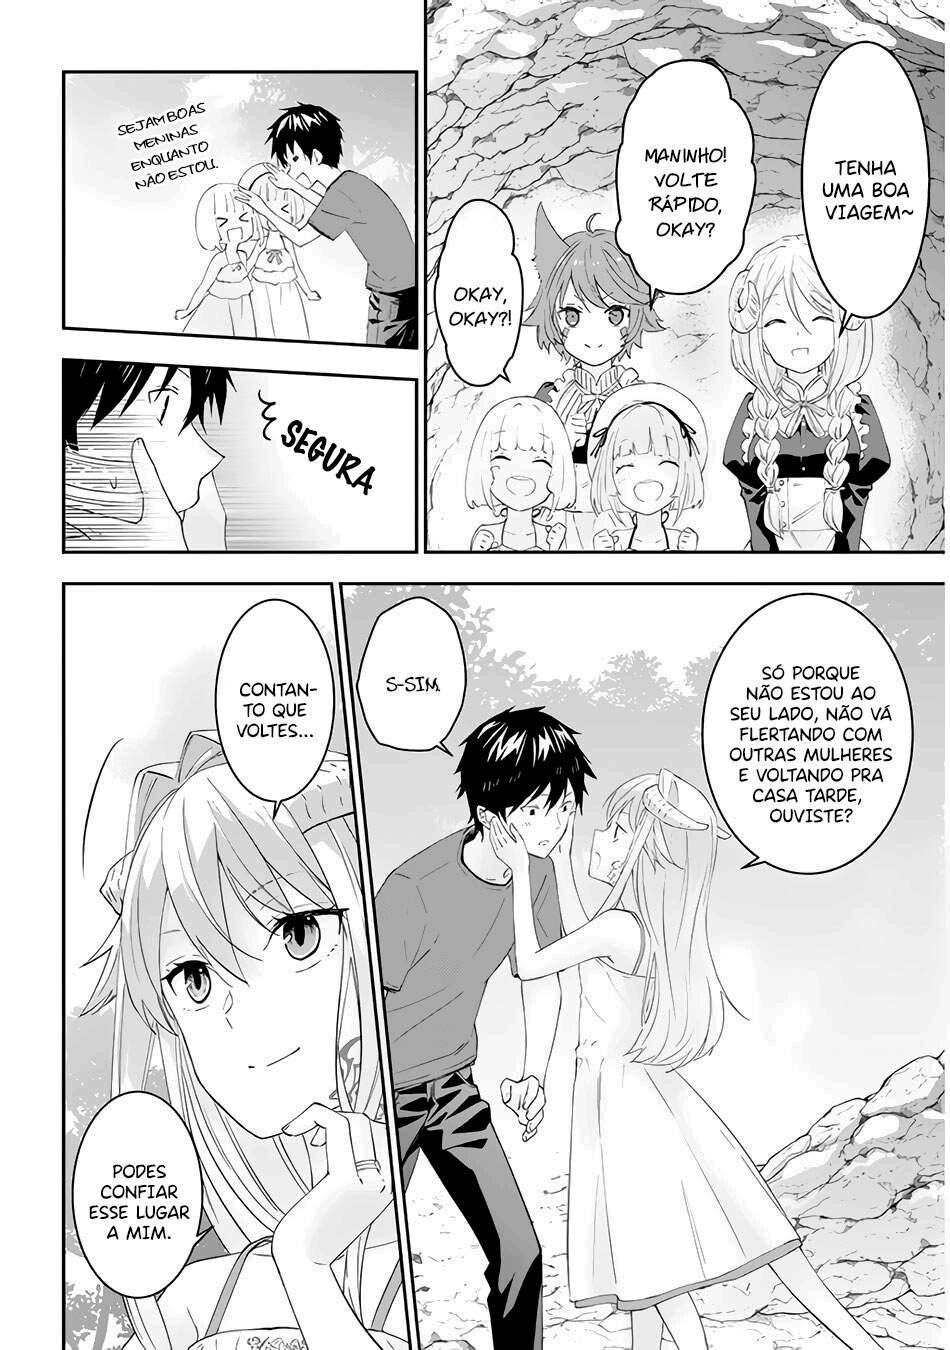 TENHA
UMA BOA
VIAGEM~
MANINHO!
VOLTE
RÁPIDO,
OKAY?
OKAY,
OKAY?!
SEJAM BOAS
MENINAS
ENQUANTO
NÃO ESTOU.
SEGURA
SÓ PORQUE
NÃO ESTOU AO
SEU LADO, NÃO VÁ
FLERTANDO COM
OUTRAS MULHERES
E VOLTANDO PRA
CASA TARDE,
OUVISTE?
S-SIM.
CONTAN-
TO QUE
VOLTES...
PODES
CONFIAR
ESSE LUGAR
A MIM.